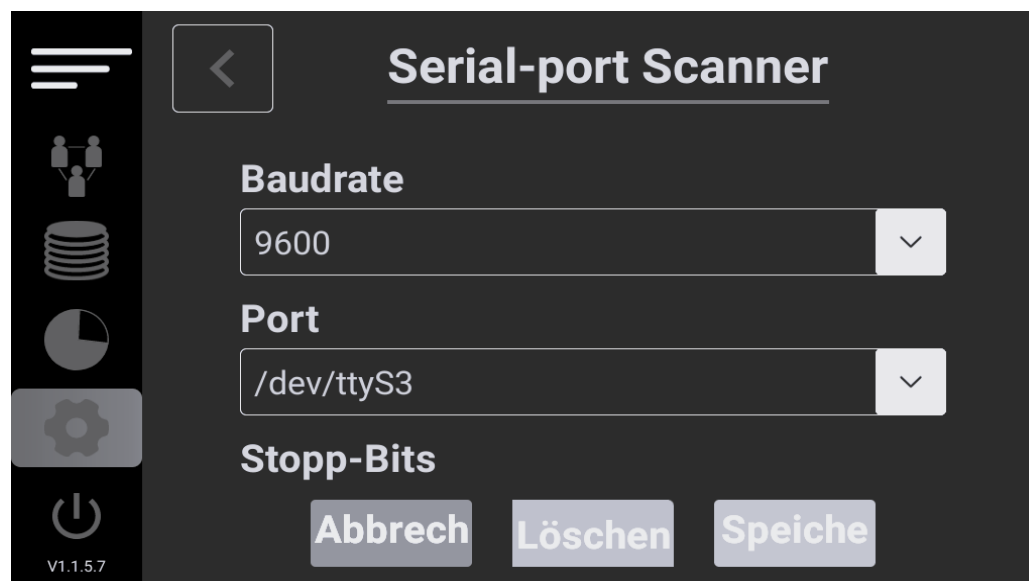 Serial-port Scanner
Baudrate
9600
Port
/dev/ttyS3
Stopp-Bits
Abbrech
Löschen
Speiche
V1.1.5.7